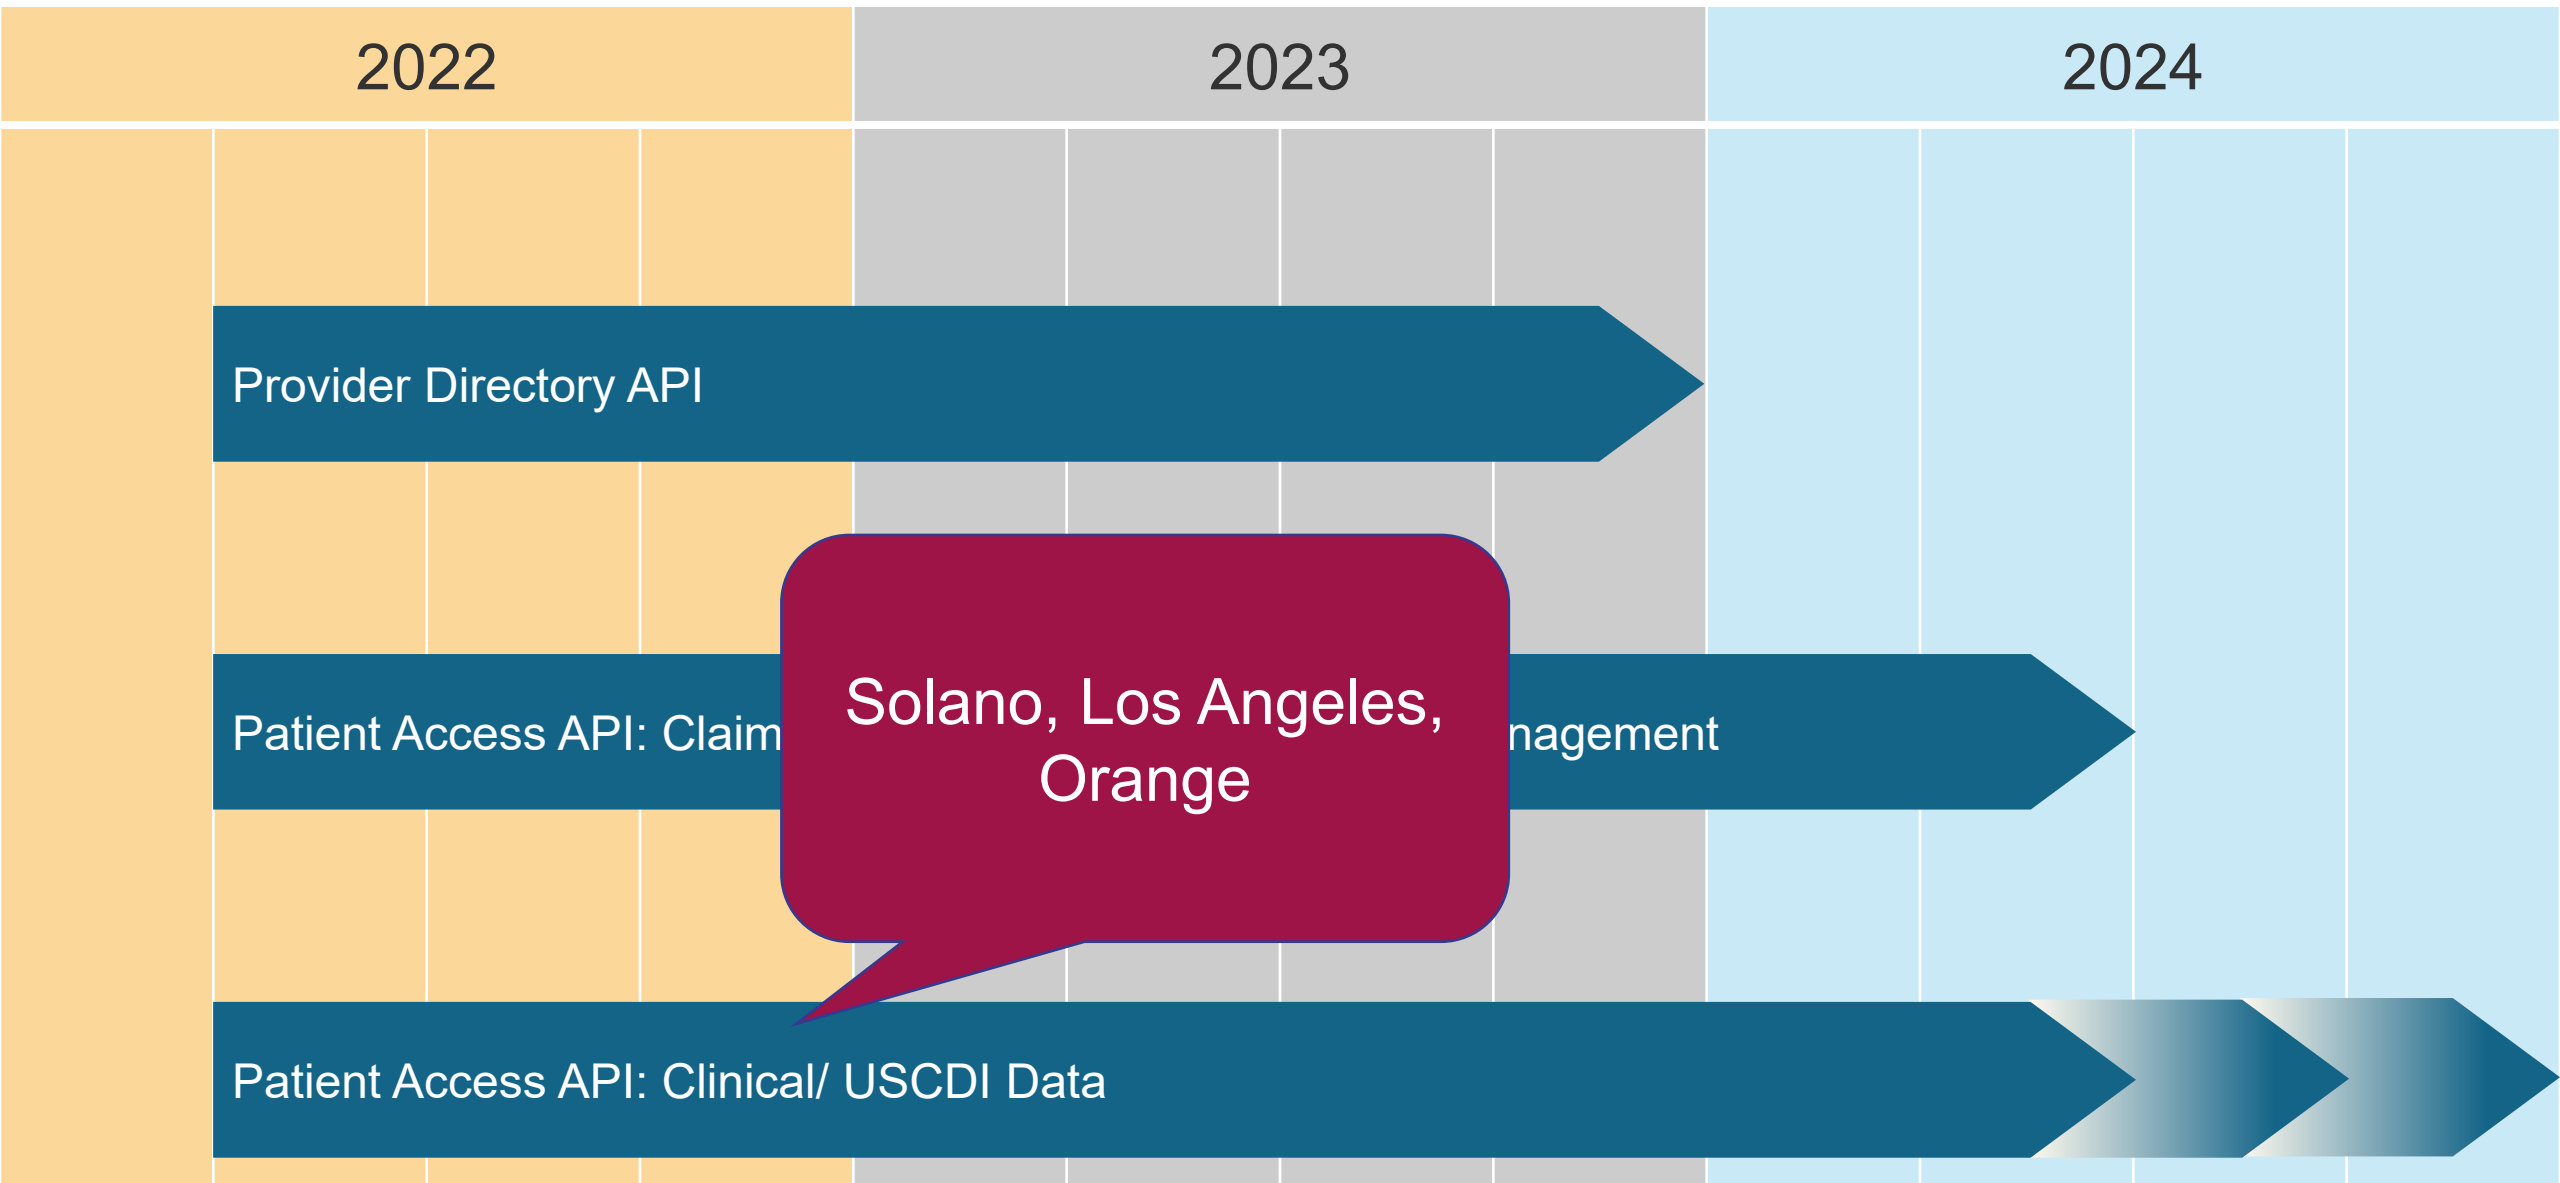 2022 2023 2024
Provider Directory API
Solano, Los Angeles,
Orange
Patient Access API: Claim
nagement
Patient Access API: Clinical/ USCDI Data